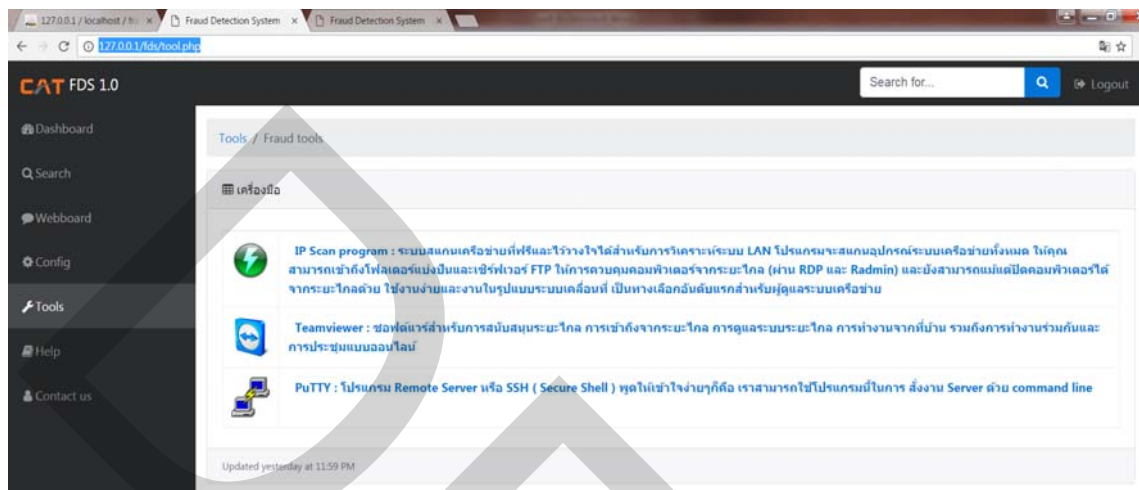 127.0.0.1 / localhost /
Fraud Detection System
Fraud Detection System
127.0.0.1/fds/tool.php
CAT FDS 1.0
Search for...
Logout
Dashboard
Search
Webboard
Config
Tools
Help
Contact us
Tools / Fraud tools
เครื่องมือ
IP Scan program : ระบบสแกนเครือข่ายที่ฟรีและไว้วางใจได้สำหรับการวิเคราะห์ระบบ LAN โปรแกรมจะสแกนอุปกรณ์ระบบเครือข่ายทั้งหมด ให้คุณ
สามารถเข้าถึงโฟลเดอร์แบ่งปันและเซิร์ฟเวอร์ FTP ให้การควบคุมคอมพิวเตอร์จากระยะไกล (ผ่าน RDP และ Radmin) และยังสามารถแม้แต่ปิดคอมพิวเตอร์ได้
จากระยะไกลด้วย ใช้งานง่ายและงานในรูปแบบระบบเคลื่อนที่ เป็นทางเลือกอันดับแรกสำหรับผู้ดูแลระบบเครือข่าย
Teamviewer : ซอฟต์แวร์สำหรับการสนับสนุนระยะไกล การเข้าถึงจากระยะไกล การดูแลระบบระยะไกล การทำงานจากที่บ้าน รวมถึงการทำงานร่วมกันและ
การประชุมแบบออนไลน์
PuTTY : โปรแกรม Remote Server หรือ SSH ( Secure Shell ) พูดให้เข้าใจง่ายๆก็คือ เราสามารถใช้โปรแกรมนี้ในการ สั่งงาน Server ด้วย command line
Updated yesterday at 11:59 PM